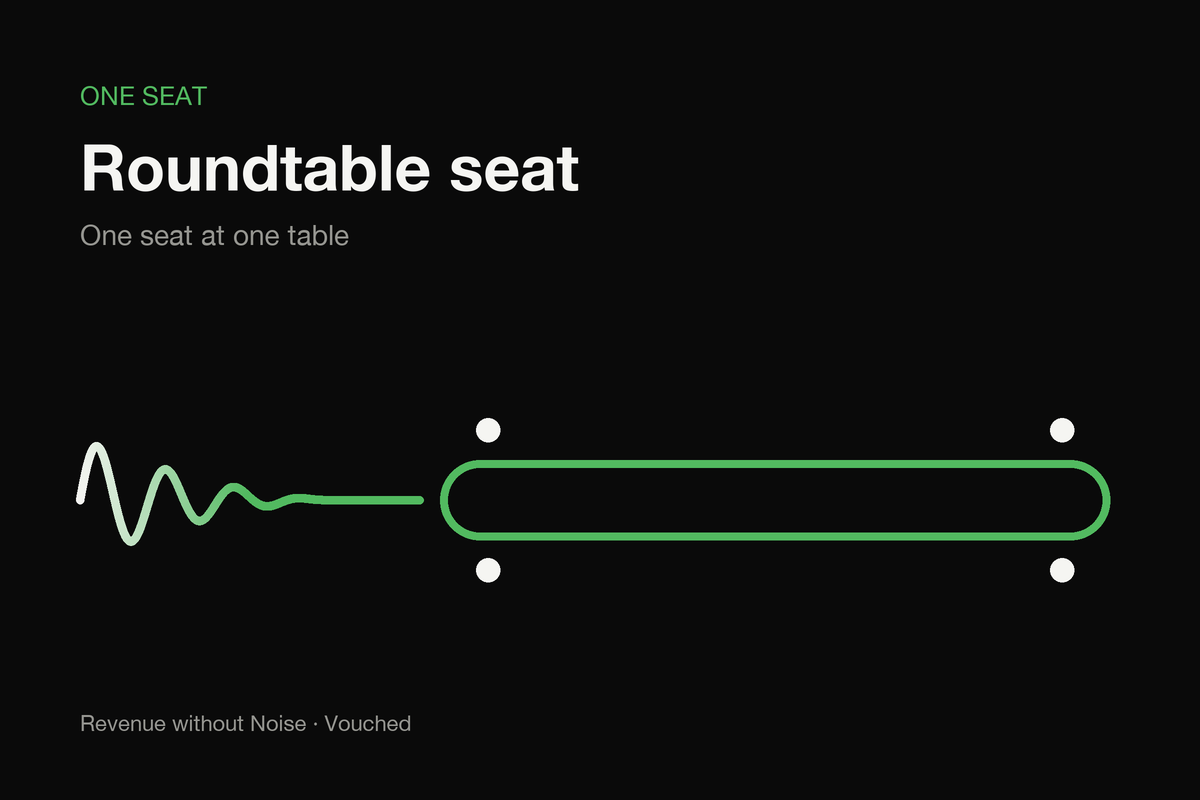 ONE SEAT
Roundtable seat
One seat at one table
Revenue without Noise · Vouched